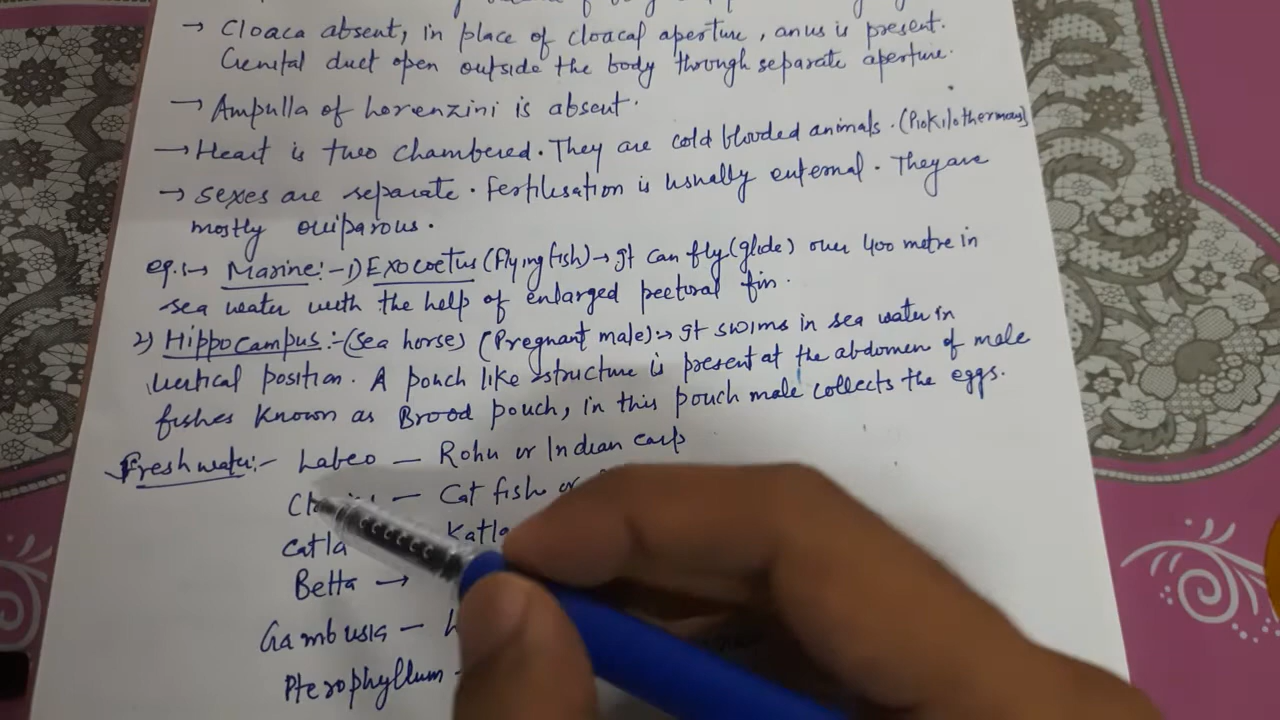 → Cloaca absent, in place of cloacal aperture, anus is present.
Genital duct open outside the body through separate aperture.
→ Ampulla of Lorenzini is absent.
→ Heart is two chambered. They are cold blooded animals. (Poikilothermous)
→ Sexes are separate. Fertilisation is usually external. They are
mostly oviparous.
eg:→ Marine:- 1) Exocoetus (Flying fish) → It can fly (glide) over 400 metre in
sea water with the help of enlarged pectoral fin.
2) Hippocampus:- (Sea horse) (Pregnant male):→ It swims in sea water in
vertical position. A pouch like structure is present at the abdomen of male
fishes known as Brood pouch, in this pouch male collects the eggs.
Freshwater:- Labeo — Rohu or Indian carp
— Cat fish or
Catla Katla
Betta →
Gambusia —
Pterophyllum -